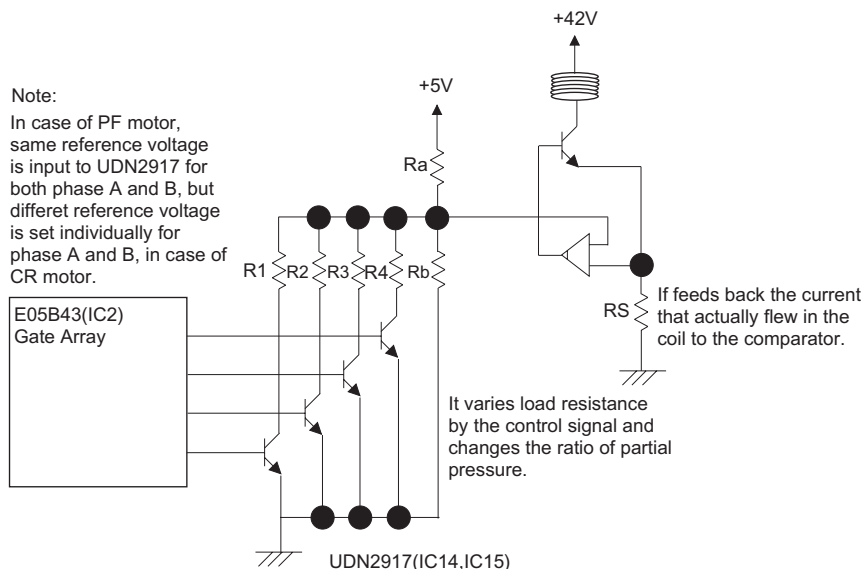 +42V
+5V
Note:
In case of PF motor,
same reference voltage
is input to UDN2917 for
both phase A and B, but
differet reference voltage
is set individually for
phase A and B, in case of
CR motor.
Ra
R1 R2 R3 R4 Rb
E05B43(IC2)
Gate Array
RS
If feeds back the current
that actually flew in the
coil to the comparator.
It varies load resistance
by the control signal and
changes the ratio of partial
pressure.
UDN2917(IC14,IC15)